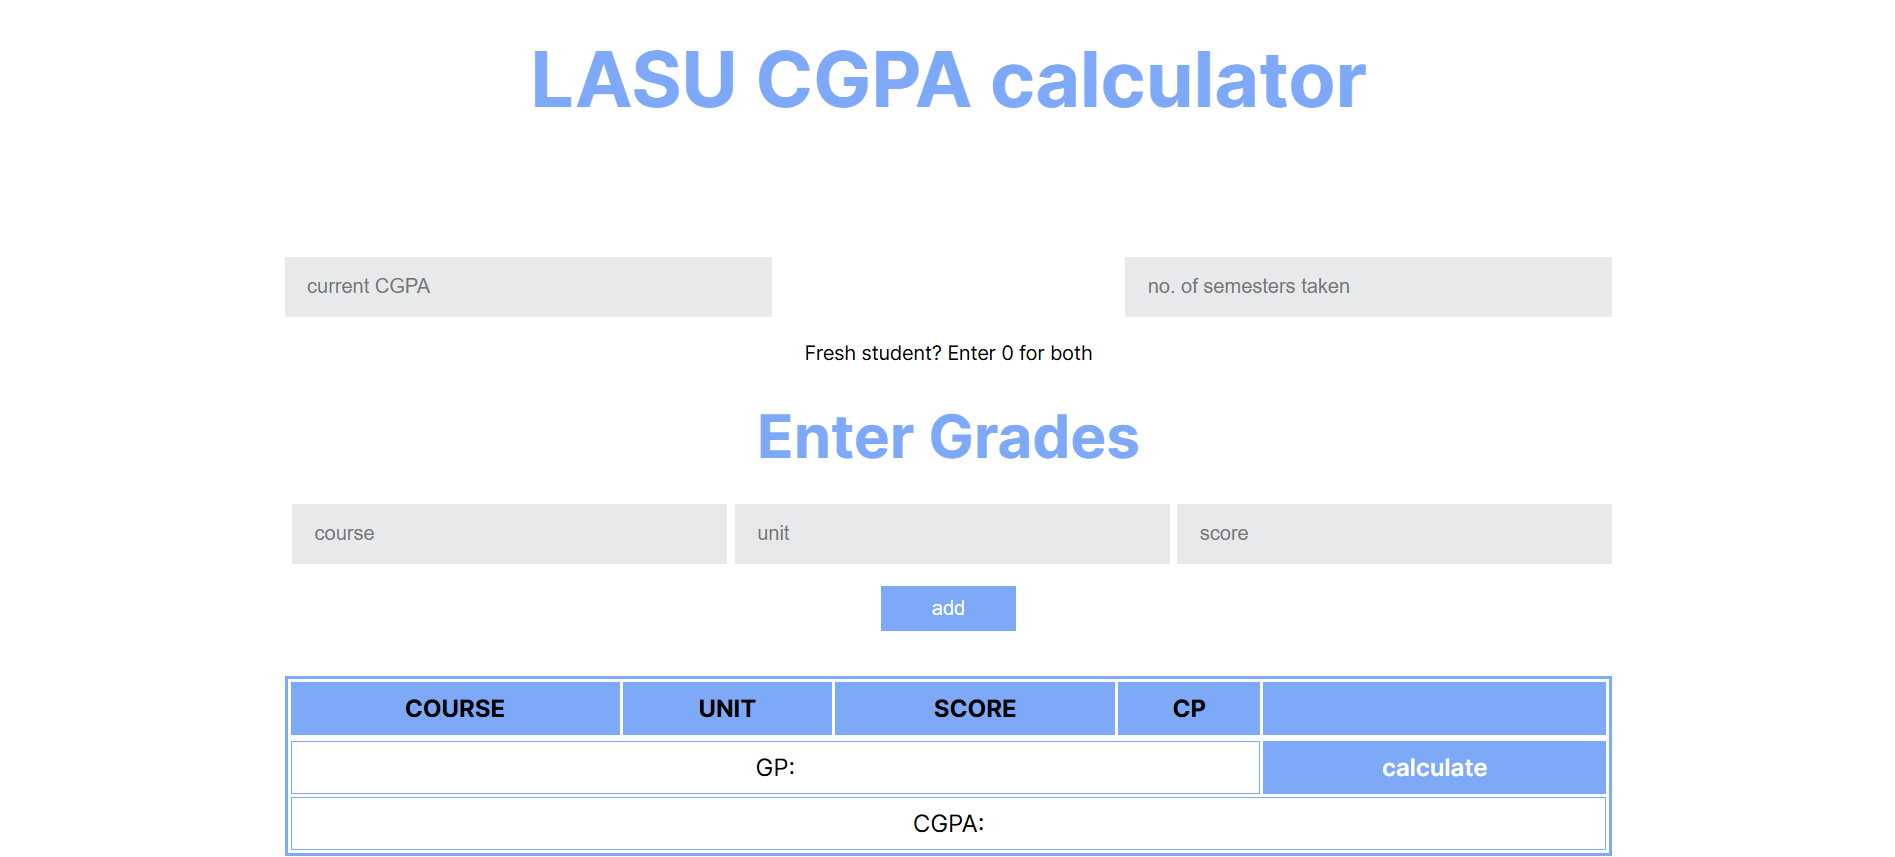 LASU CGPA calculator
current CGPA no. of semesters taken
Fresh student? Enter 0 for both
Enter Grades
course unit score
add
COURSE UNIT SCORE CP
GP: calculate
CGPA: